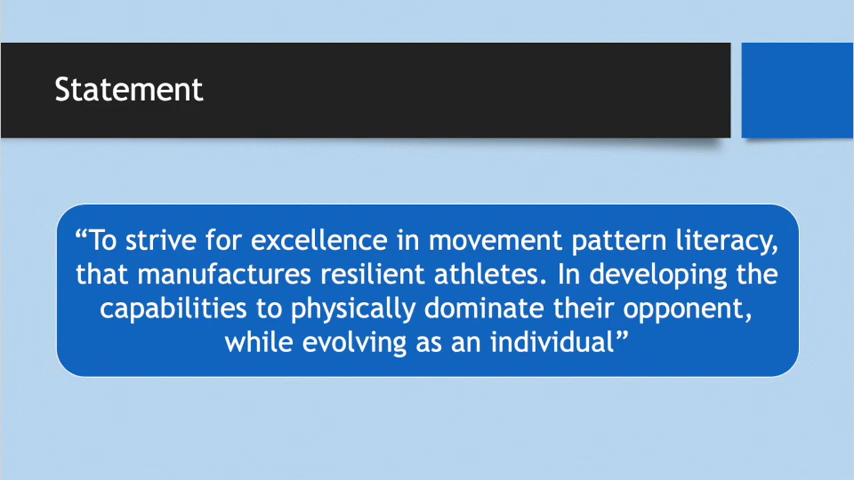 Statement
“To strive for excellence in movement pattern literacy,
that manufactures resilient athletes. In developing the
capabilities to physically dominate their opponent,
while evolving as an individual”